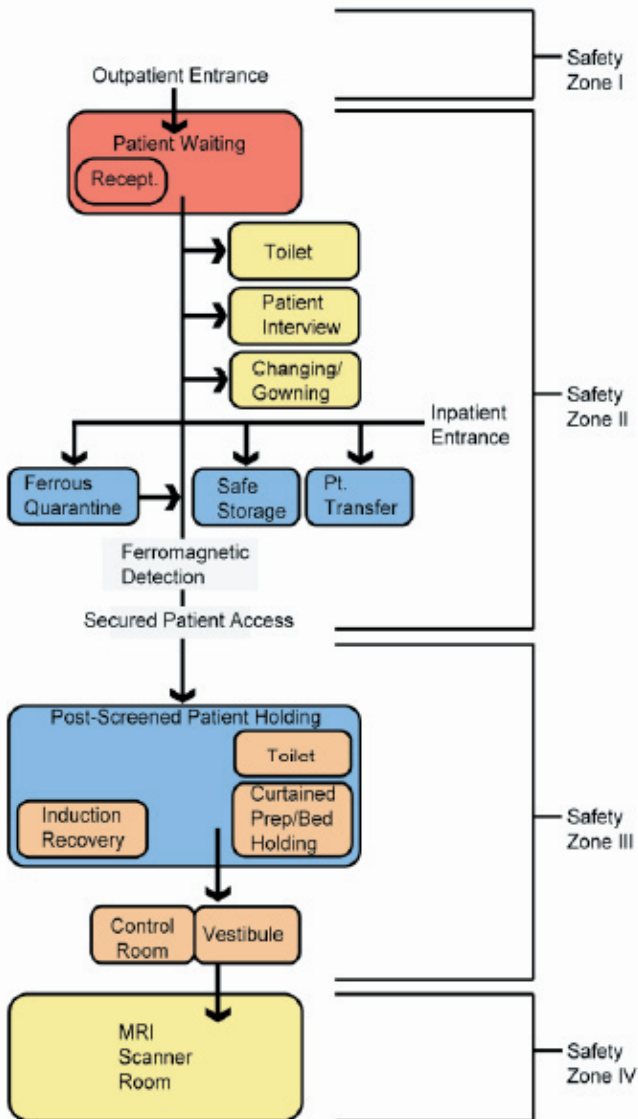 Outpatient Entrance
Safety
Zone I
Patient Waiting
Recept.
Toilet
Patient
Interview
Changing/
Gowning
Inpatient
Entrance
Safety
Zone II
Ferrous
Quarantine
Safe
Storage
Pt.
Transfer
Ferromagnetic
Detection
Secured Patient Access
Post-Screened Patient Holding
Toilet
Induction
Recovery
Curtained
Prep/Bed
Holding
Safety
Zone III
Control
Room
Vestibule
MRI
Scanner
Room
Safety
Zone IV